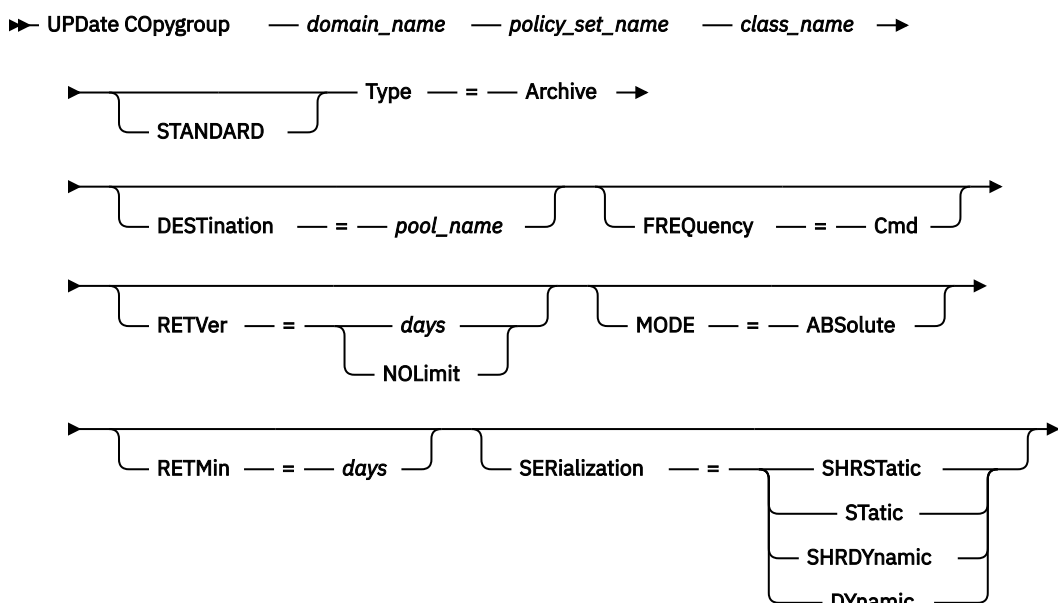 UPDate COpygroup domain_name policy_set_name class_name
Type = Archive
STANDARD
DESTination = pool_name FREQuency = Cmd
RETVer = days MODE = ABSolute
NOLimit
RETMin = days SERialization = SHRSTatic
STatic
SHRDYnamic
DYnamic